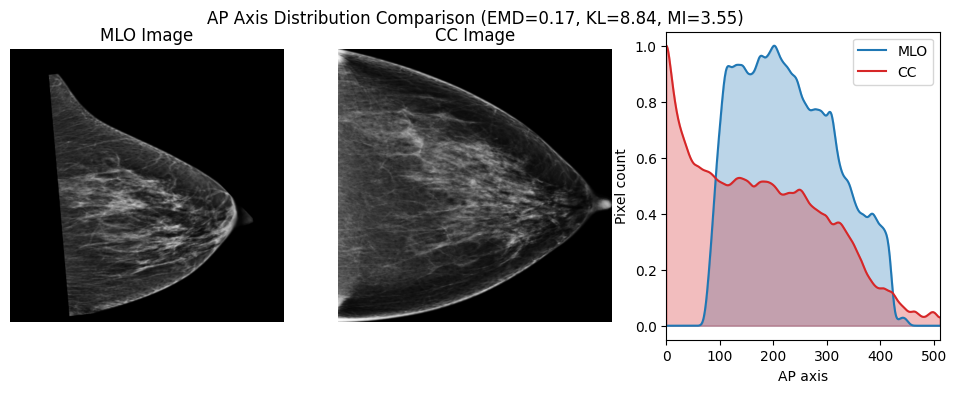 AP Axis Distribution Comparison (EMD=0.17, KL=8.84, MI=3.55)
MLO Image
CC Image
MLO
CC
Pixel count
1.0
0.8
0.6
0.4
0.2
0.0
0 100 200 300 400 500
AP axis